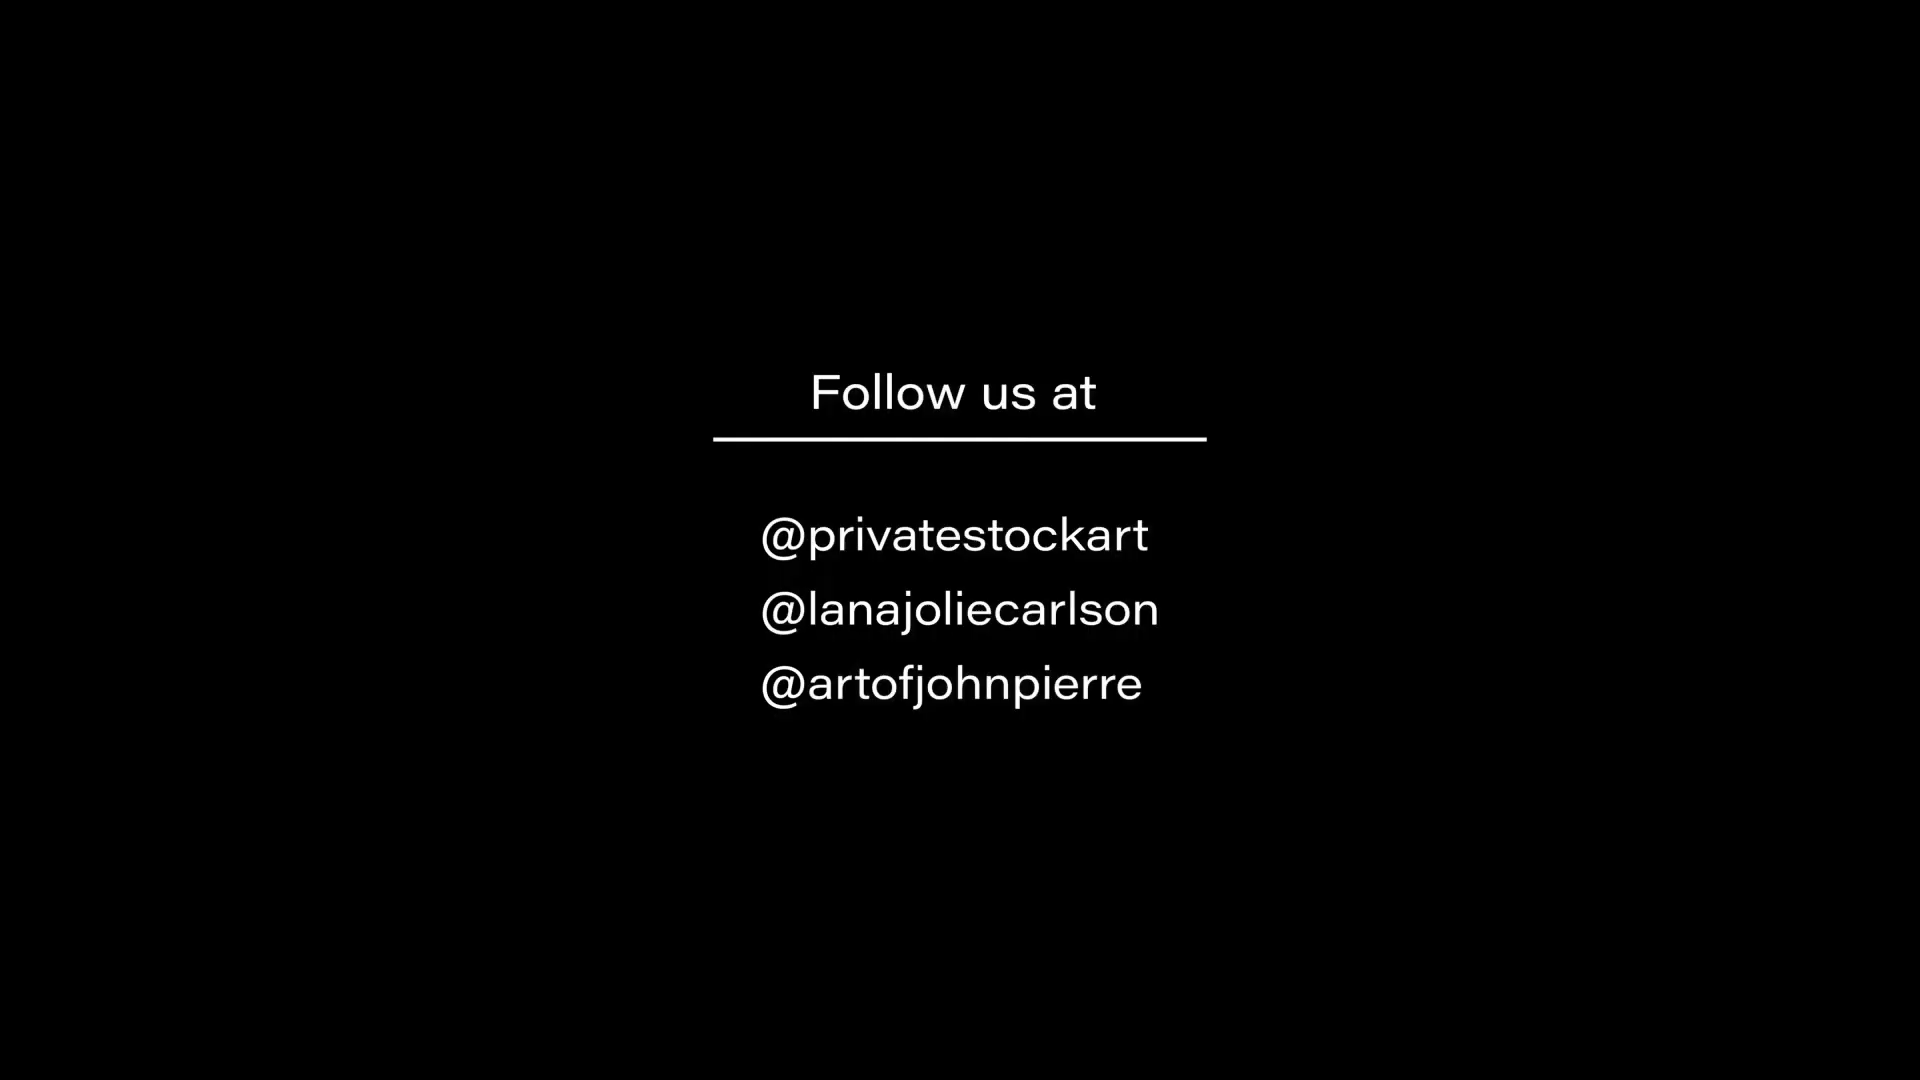 Follow us at
@privatestockart
@lanajoliecarlson
@artofjohnpierre